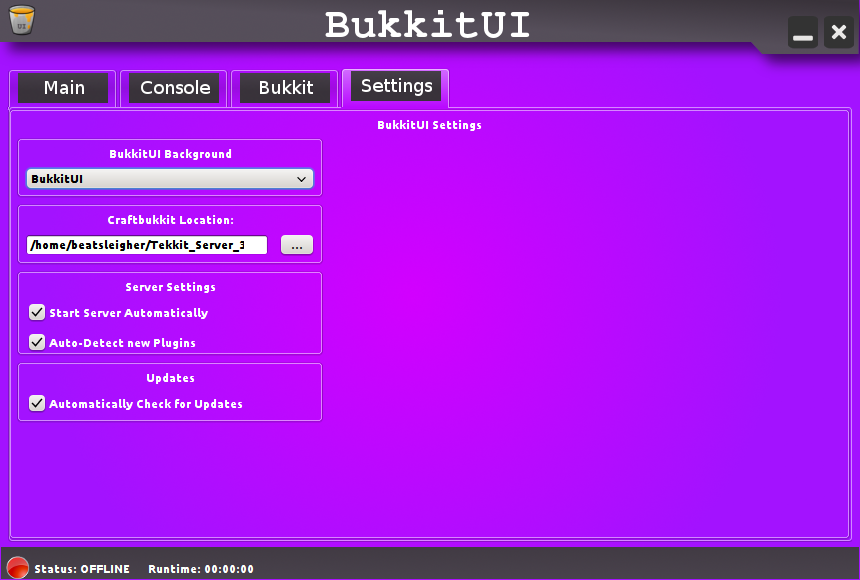 UI
BukkitUI
Main
Console
Bukkit
Settings
BukkitUI Settings
BukkitUI Background
BukkitUI
Craftbukkit Location:
/home/beatsleigher/Tekkit_Server_3
...
Server Settings
Start Server Automatically
Auto-Detect new Plugins
Updates
Automatically Check for Updates
Status: OFFLINE
Runtime: 00:00:00